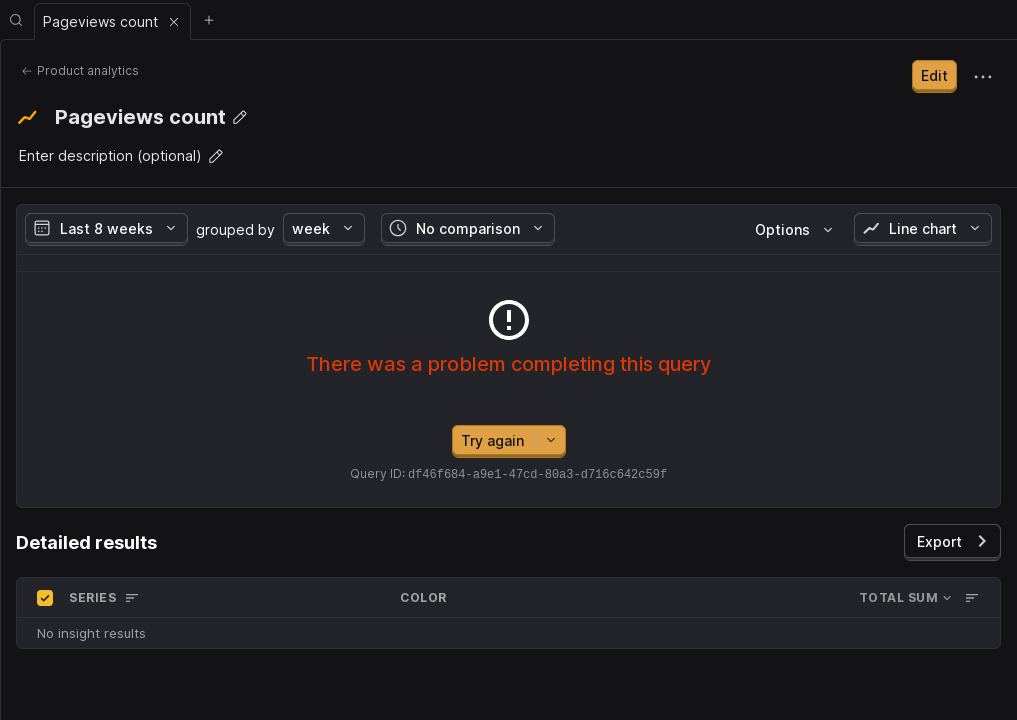 Pageviews count
Product analytics
Edit
Pageviews count
Enter description (optional)
Last 8 weeks grouped by week No comparison Options Line chart
There was a problem completing this query
Try again
Query ID: df46f684-a9e1-47cd-80a3-d716c642c59f
Detailed results
Export
SERIES COLOR TOTAL SUM
No insight results